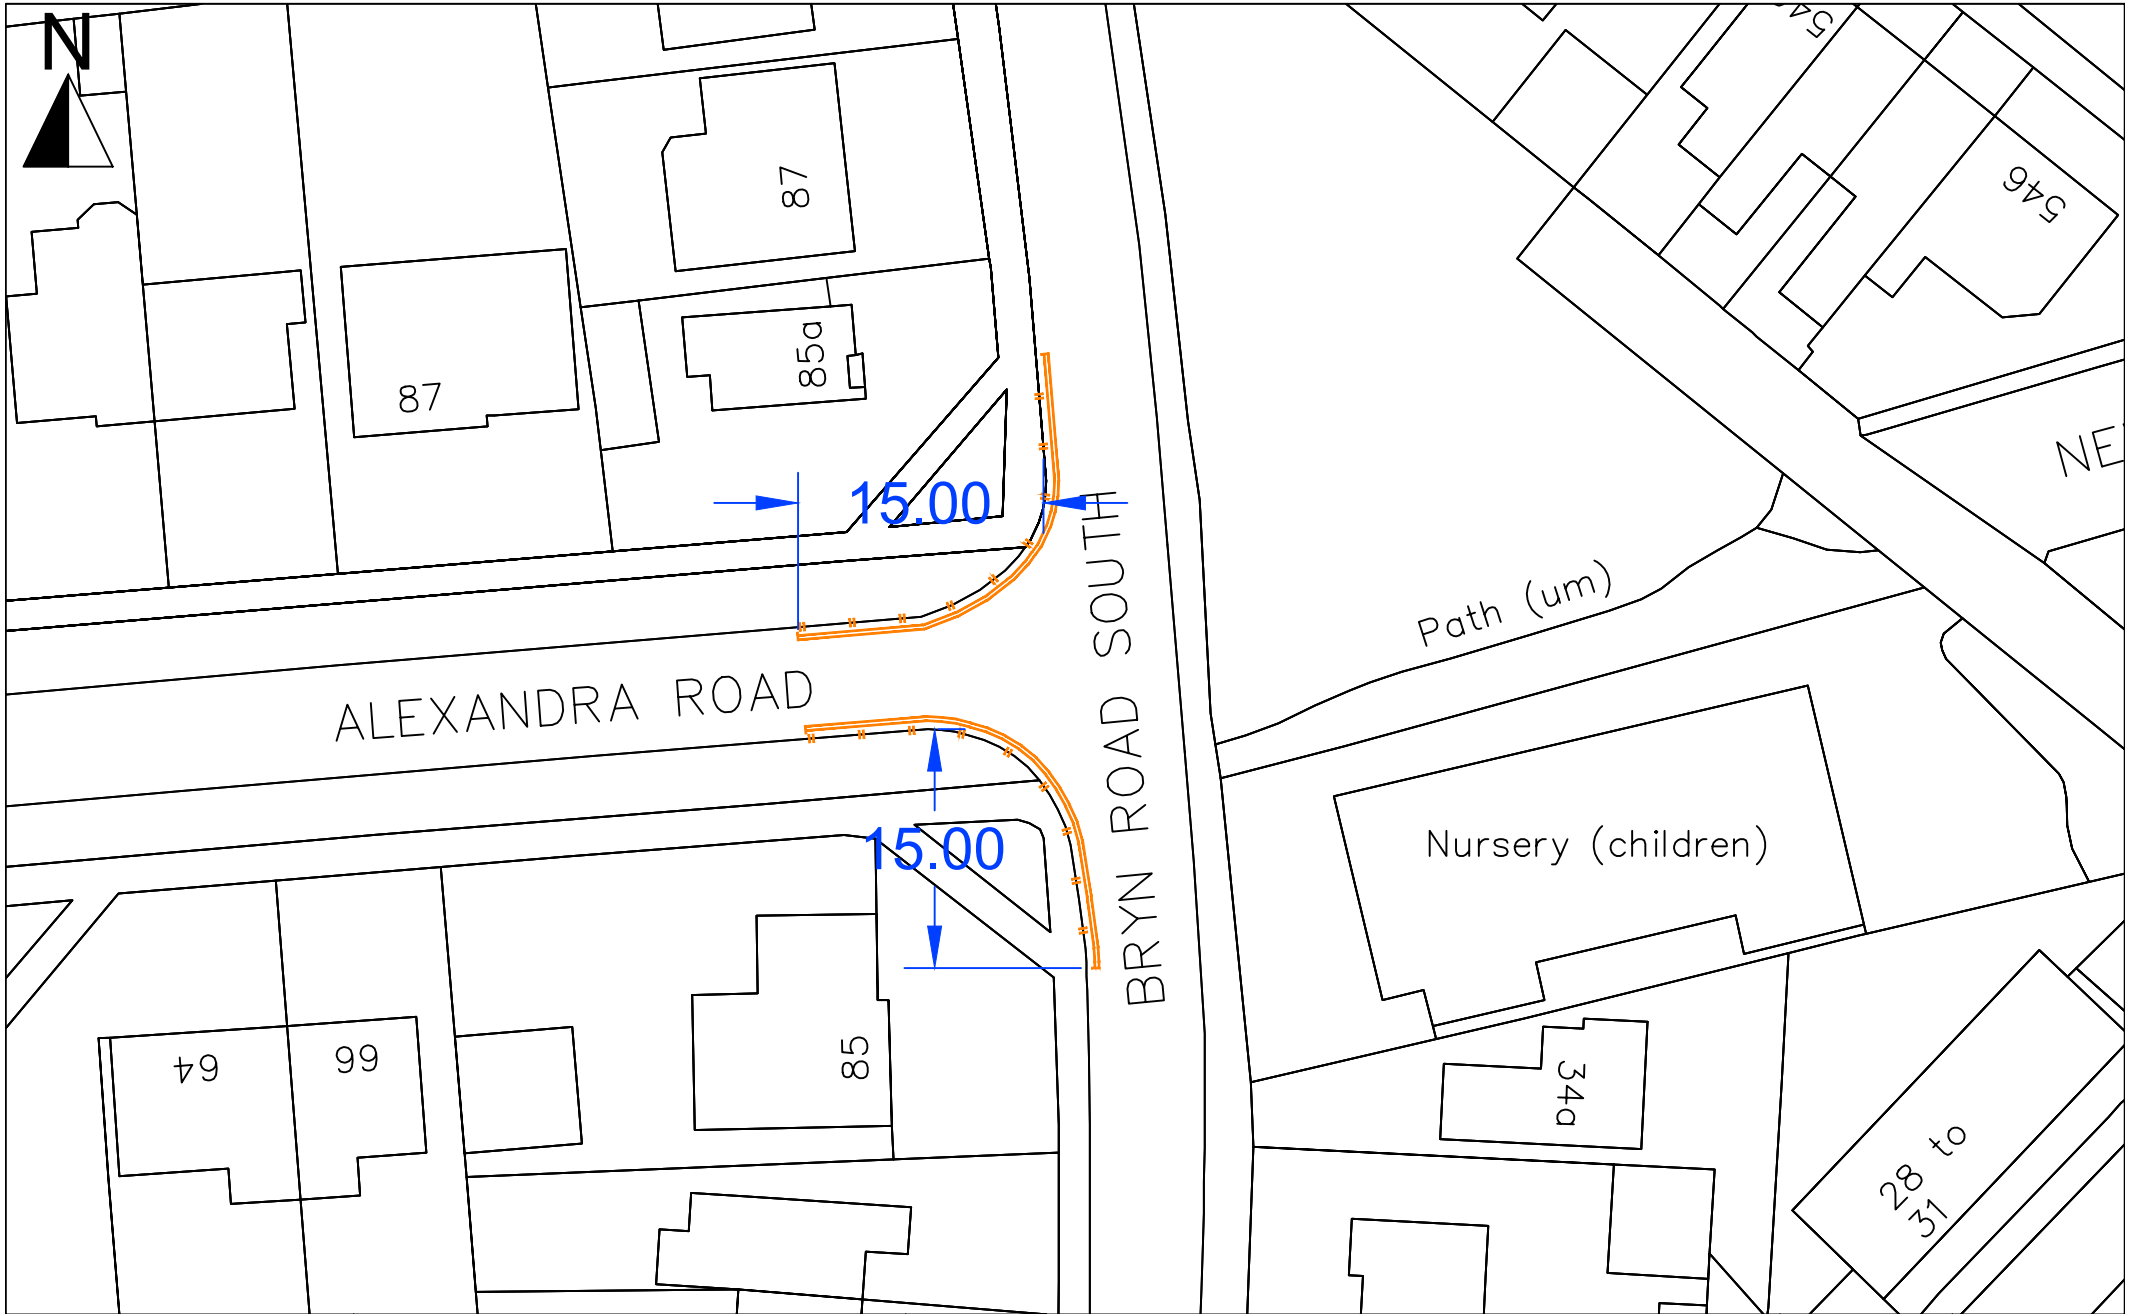 N
546
87
87
85a
15.00
NE
Path (um)
ALEXANDRA ROAD
BRYN ROAD SOUTH
15.00
Nursery (children)
64
66
85
34a
28 to
31